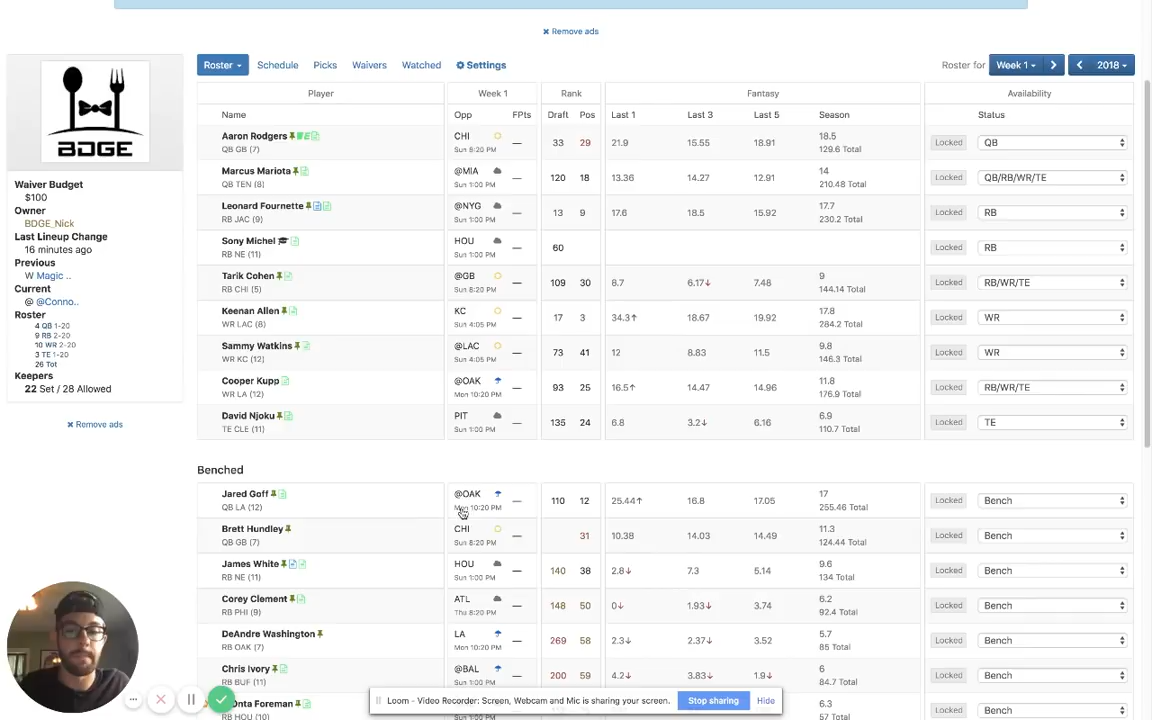 ✖ Remove ads
Roster Schedule Picks Waivers Watched Settings Roster for Week 1 2018
Player Week 1 Rank Fantasy Availability
Name Opp FPts Draft Pos Last 1 Last 3 Last 5 Season Status
Aaron Rodgers CHI — 33 29 21.9 15.55 18.91 18.5 Locked QB
QB GB (7) Sun 8:20 PM 129.6 Total
Marcus Mariota @MIA — 120 18 13.36 14.27 12.91 14 Locked QB/RB/WR/TE
QB TEN (8) Sun 1:00 PM 210.48 Total
Leonard Fournette @NYG — 13 9 17.6 18.5 15.92 17.7 Locked RB
RB JAC (9) Sun 1:00 PM 230.2 Total
Sony Michel HOU — 60 Locked RB
RB NE (11) Sun 1:00 PM
Tarik Cohen @GB — 109 30 8.7 6.17↓ 7.48 9 Locked RB/WR/TE
RB CHI (5) Sun 8:20 PM 144.14 Total
Keenan Allen KC — 17 3 34.3↑ 18.67 19.92 17.8 Locked WR
WR LAC (8) Sun 4:05 PM 284.2 Total
Sammy Watkins @LAC — 73 41 12 8.83 11.5 9.8 Locked WR
WR KC (12) Sun 4:05 PM 146.3 Total
Cooper Kupp @OAK — 93 25 16.5↑ 14.47 14.96 11.8 Locked RB/WR/TE
WR LA (12) Mon 10:20 PM 176.9 Total
David Njoku PIT — 135 24 6.8 3.2↓ 6.16 6.9 Locked TE
TE CLE (11) Sun 1:00 PM 110.7 Total
Benched
Jared Goff @OAK — 110 12 25.44↑ 16.8 17.05 17 Locked Bench
QB LA (12) Mon 10:20 PM 255.46 Total
Brett Hundley CHI — 31 10.38 14.03 14.49 11.3 Locked Bench
QB GB (7) Sun 8:20 PM 124.44 Total
James White HOU — 140 38 2.8↓ 7.3 5.14 9.6 Locked Bench
RB NE (11) Sun 1:00 PM 134 Total
Corey Clement ATL — 148 50 0↓ 1.93↓ 3.74 6.2 Locked Bench
RB PHI (9) Thu 8:20 PM 92.4 Total
DeAndre Washington LA — 269 58 2.3↓ 2.37↓ 3.52 5.7 Locked Bench
RB OAK (7) Mon 10:20 PM 85 Total
Chris Ivory @BAL — 200 59 4.2↓ 3.83↓ 1.9↓ 6 Locked Bench
RB BUF (11) Sun 1:00 PM 84.7 Total
Foreman 6.3 Locked Bench
RB HOU (10) 57 Total
BDGE
Waiver Budget
$100
Owner
BDGE_Nick
Last Lineup Change
16 minutes ago
Previous
W Magic ..
Current
@ @Conno..
Roster
4 QB 1-20
9 RB 2-20
10 WR 2-20
3 TE 1-20
26 Tot
Keepers
22 Set / 28 Allowed
✖ Remove ads
Loom - Video Recorder: Screen, Webcam and Mic is sharing your screen. Stop sharing Hide